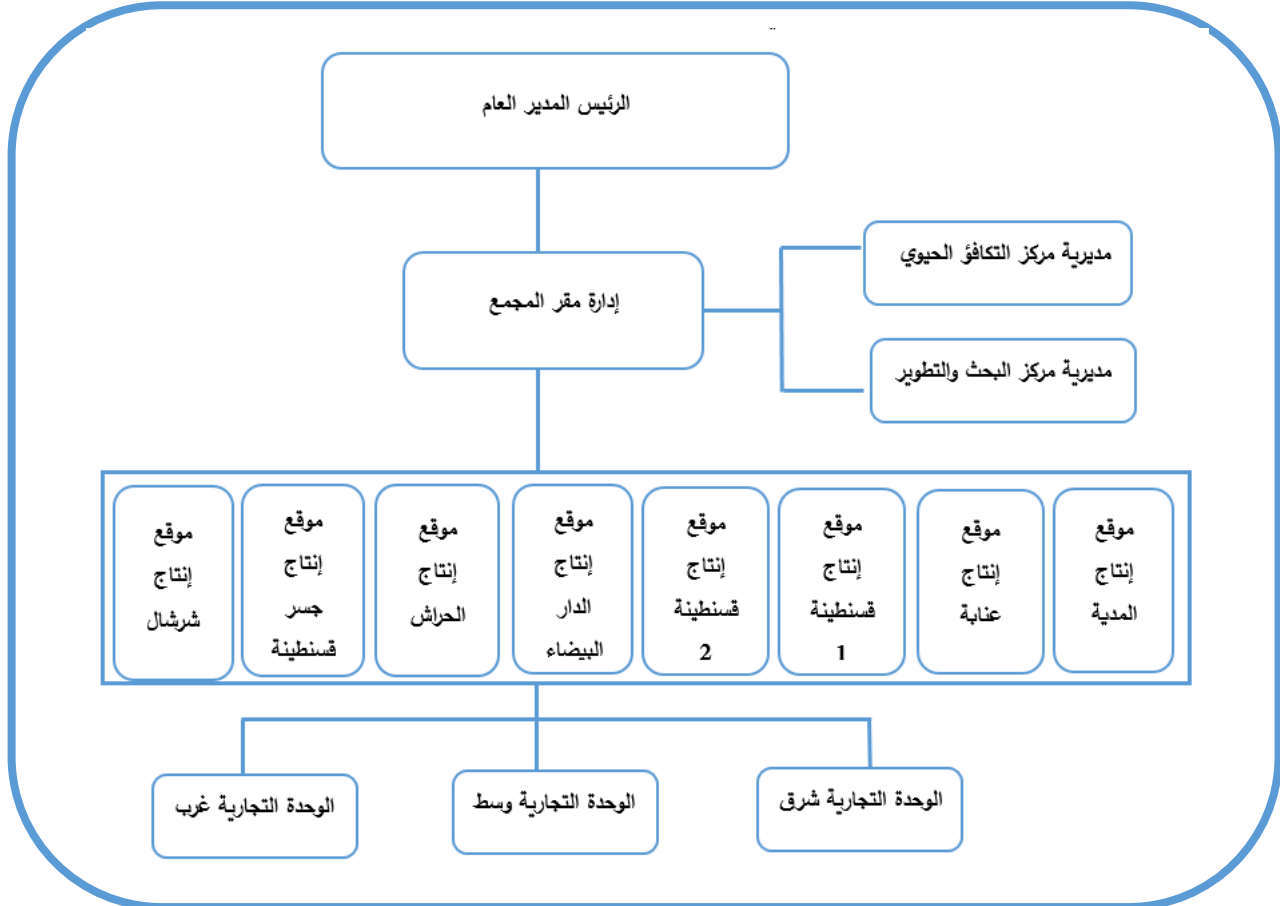 الرئيس المدير العام
مديرية مركز التكافؤ الحيوي
إدارة مقر المجمع
مديرية مركز البحث والتطوير
موقع
إنتاج
المدية
موقع
إنتاج
عنابة
موقع
إنتاج
قسنطينة
1
موقع
إنتاج
قسنطينة
2
موقع
إنتاج
الدار
البيضاء
موقع
إنتاج
الحراش
موقع
إنتاج
جسر
قسنطينة
موقع
إنتاج
شرشال
الوحدة التجارية شرق
الوحدة التجارية وسط
الوحدة التجارية غرب